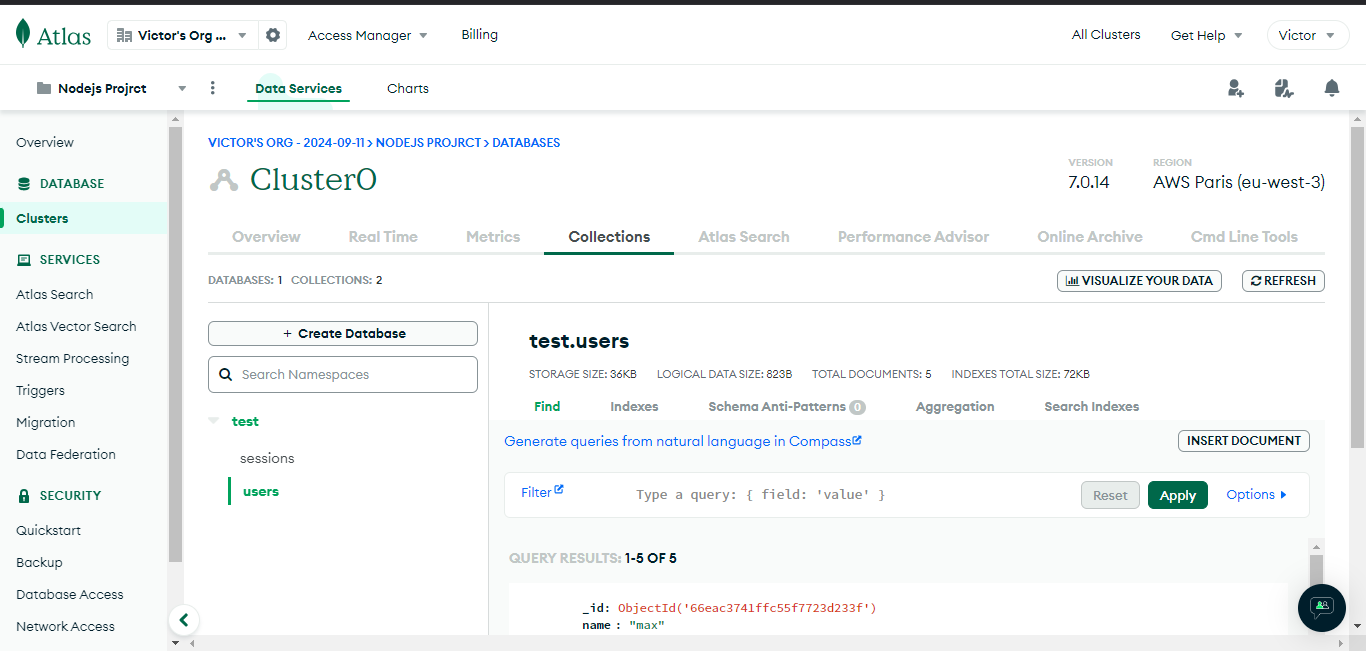 Atlas
Victor's Org ...
Access Manager
Billing
All Clusters
Get Help
Victor
Nodejs Projrct
Data Services
Charts
Overview
DATABASE
Clusters
SERVICES
Atlas Search
Atlas Vector Search
Stream Processing
Triggers
Migration
Data Federation
SECURITY
Quickstart
Backup
Database Access
Network Access
VICTOR'S ORG - 2024-09-11 > NODEJS PROJRCT > DATABASES
Cluster0
VERSION
7.0.14
REGION
AWS Paris (eu-west-3)
Overview
Real Time
Metrics
Collections
Atlas Search
Performance Advisor
Online Archive
Cmd Line Tools
DATABASES: 1 COLLECTIONS: 2
VISUALIZE YOUR DATA
REFRESH
+ Create Database
Search Namespaces
test
sessions
users
test.users
STORAGE SIZE: 36KB LOGICAL DATA SIZE: 823B TOTAL DOCUMENTS: 5 INDEXES TOTAL SIZE: 72KB
Find
Indexes
Schema Anti-Patterns 0
Aggregation
Search Indexes
Generate queries from natural language in Compass
INSERT DOCUMENT
Filter
Type a query: { field: 'value' }
Reset
Apply
Options
QUERY RESULTS: 1-5 OF 5
_id: ObjectId('66eac3741ffc55f7723d233f')
name : "max"